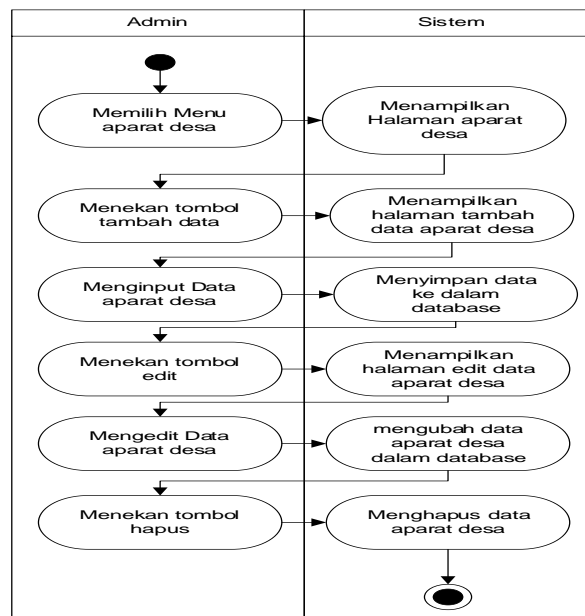 Admin
Sistem
Memilih Menu
aparat desa
Menampilkan
Halaman aparat
desa
Menekan tombol
tambah data
Menampilkan
halaman tambah
data aparat desa
Menginput Data
aparat desa
Menyimpan data
ke dalam
database
Menekan tombol
edit
Menampilkan
halaman edit data
aparat desa
Mengedit Data
aparat desa
mengubah data
aparat desa
dalam database
Menekan tombol
hapus
Menghapus data
aparat desa